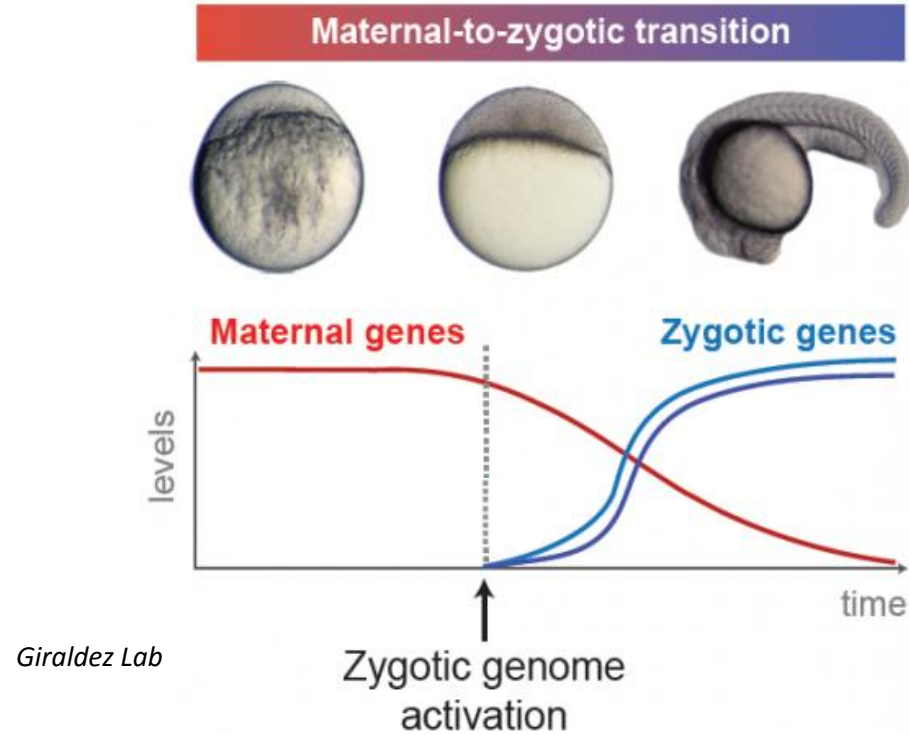 Maternal-to-zygotic transition
Maternal genes
Zygotic genes
levels
time
Giraldez Lab
Zygotic genome
activation